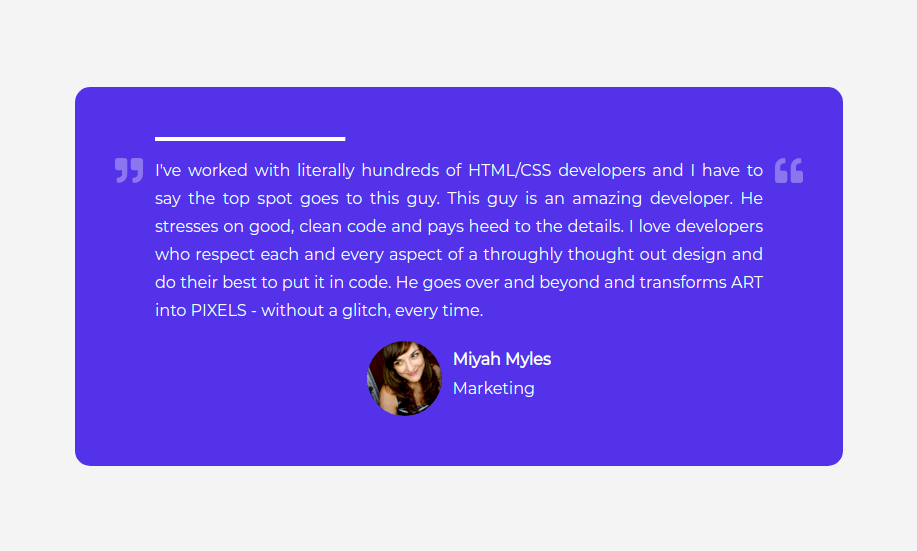 I've worked with literally hundreds of HTML/CSS developers and I have to
say the top spot goes to this guy. This guy is an amazing developer. He
stresses on good, clean code and pays heed to the details. I love developers
who respect each and every aspect of a throughly thought out design and
do their best to put it in code. He goes over and beyond and transforms ART
into PIXELS - without a glitch, every time.
Miyah Myles
Marketing